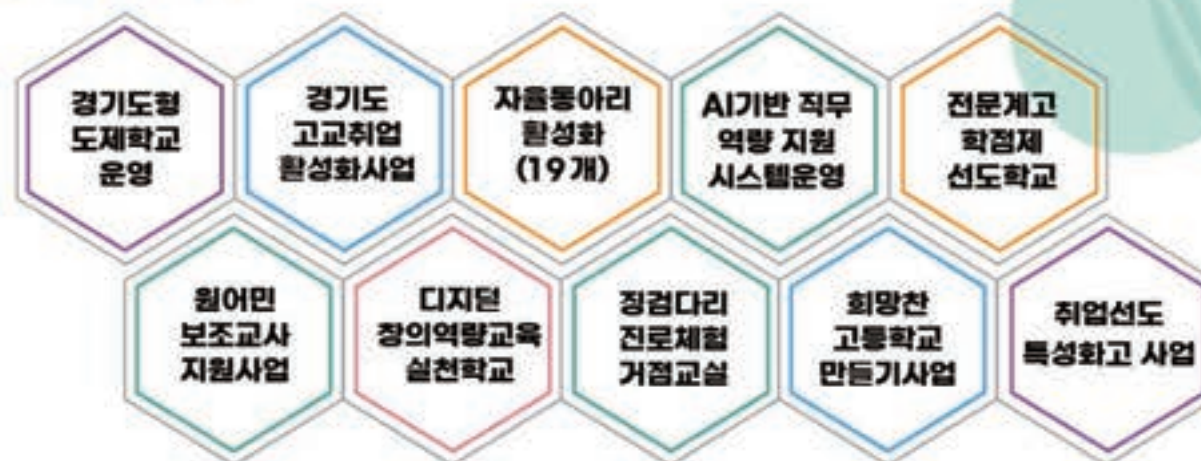 경기도형
도제학교
운영
경기도
고교취업
활성화사업
자율동아리
활성화
(19개)
AI기반 직무
역량 지원
시스템운영
전문계고
학점제
선도학교
원어민
보조교사
지원사업
디지털
창의역량교육
실천학교
징검다리
진로체험
거점교실
희망찬
고등학교
만들기사업
취업선도
특성화고 사업